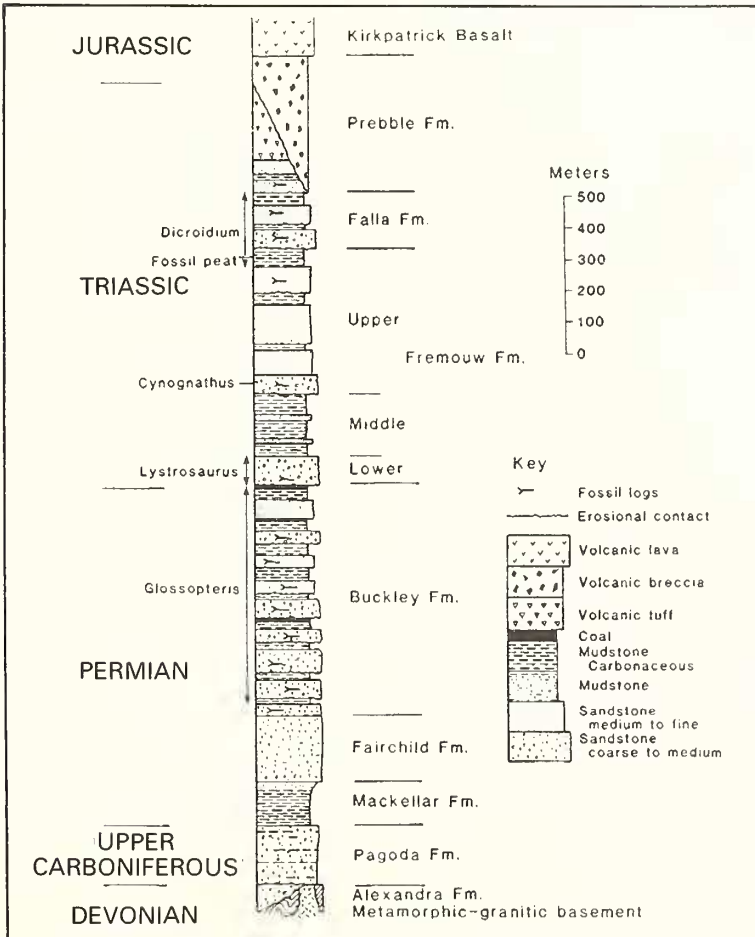 JURASSIC
Kirkpatrick Basalt
Prebble Fm.
Meters
500
400
300
200
100
0
Dicroidium
Falla Fm.
Fossil peat
TRIASSIC
Upper
Fremouw Fm.
Cynognathus
Middle
Lystrosaurus
Lower
Glossopteris
Buckley Fm.
PERMIAN
Fairchild Fm.
Mackellar Fm.
UPPER
CARBONIFEROUS
Pagoda Fm.
Alexandra Fm.
DEVONIAN
Metamorphic-granitic basement
Key
Fossil logs
Erosional contact
Volcanic lava
Volcanic breccia
Volcanic tuff
Coal
Mudstone
Carbonaceous
Mudstone
Sandstone
medium to fine
Sandstone
coarse to medium